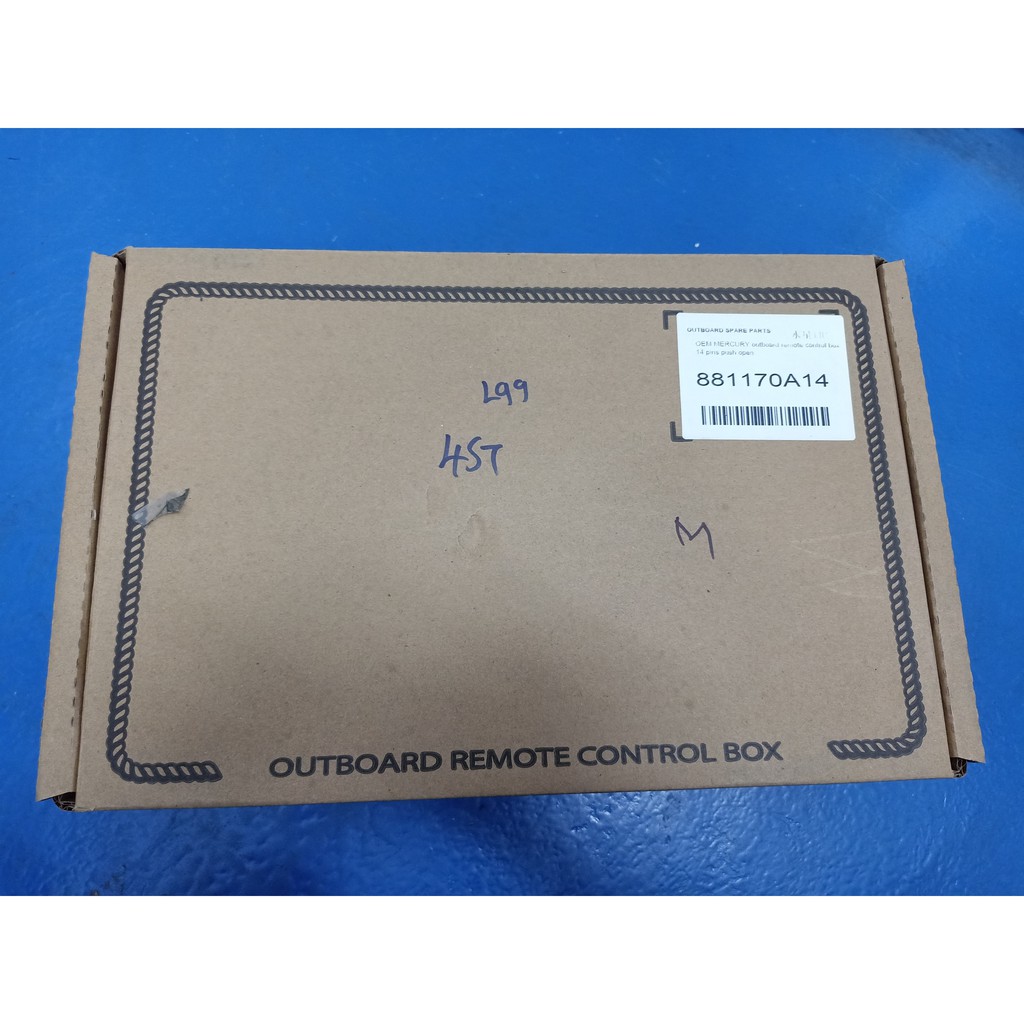 OUTBOARD SPARE PARTS
OEM MERCURY outboard remote control box
14 pins push open
881170A14
L99
4ST
M
OUTBOARD REMOTE CONTROL BOX